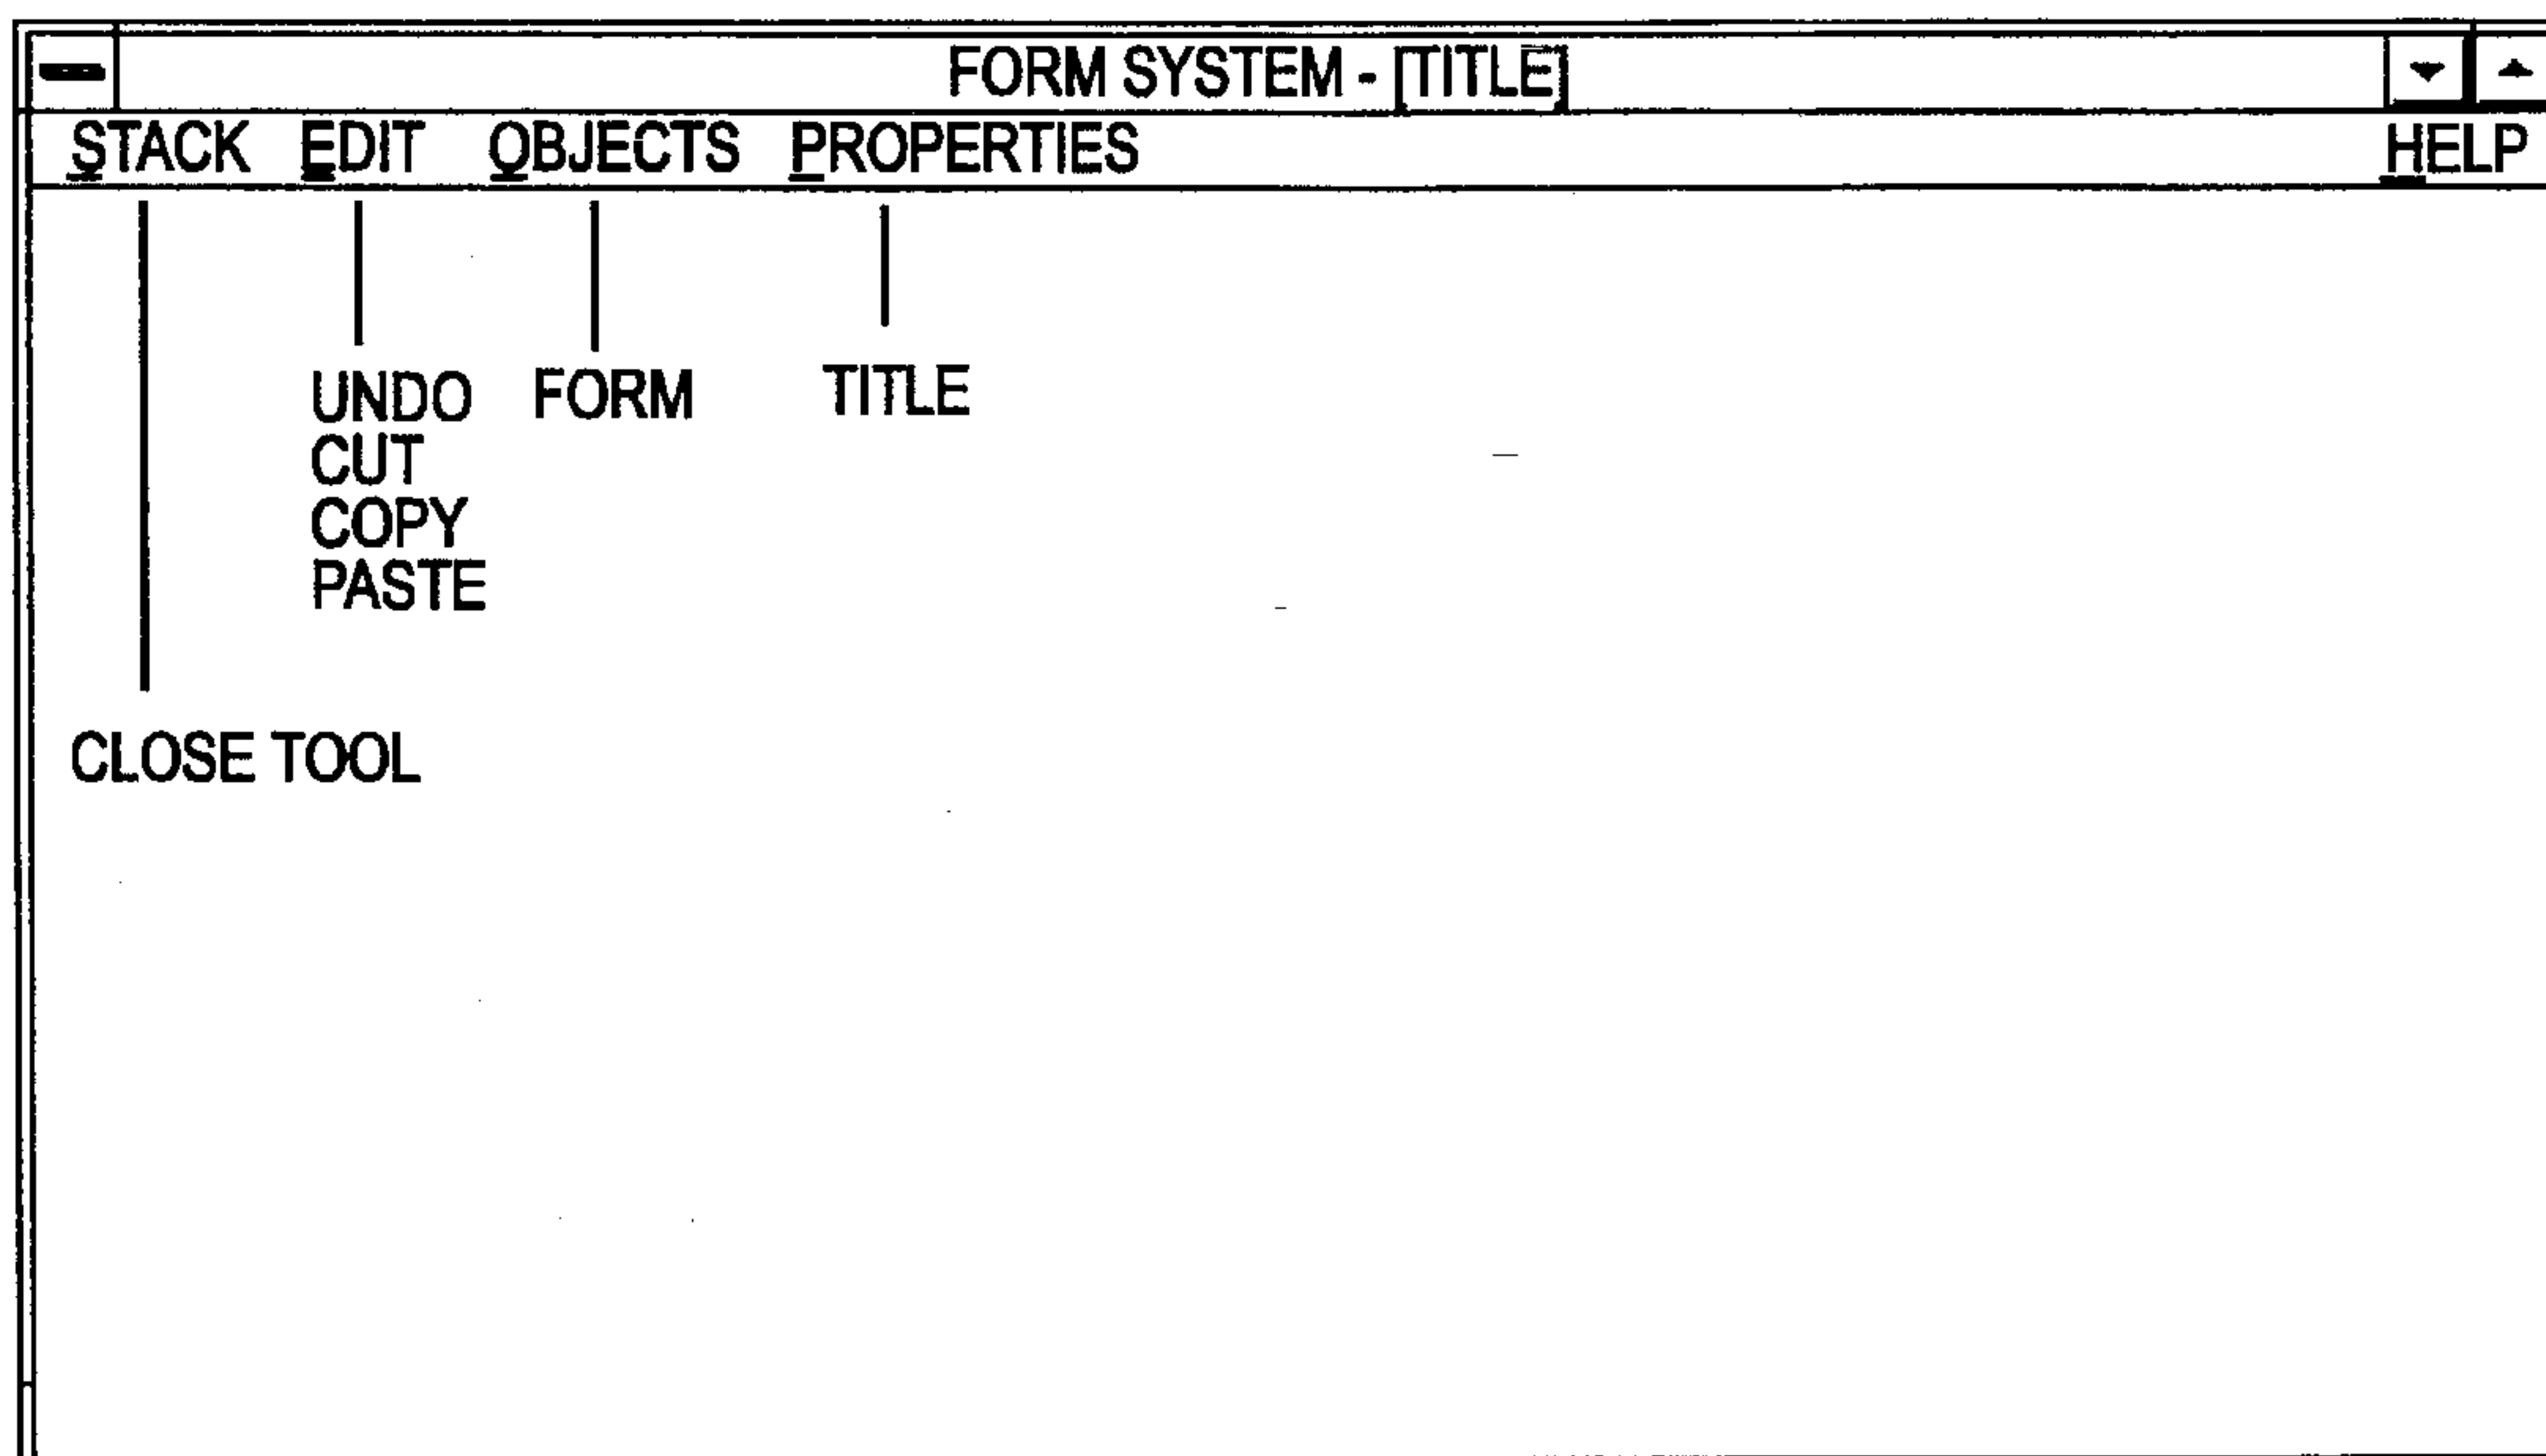 FORM SYSTEM - [TITLE]
STACK EDIT OBJECTS PROPERTIES HELP
UNDO FORM TITLE
CUT
COPY
PASTE
CLOSE TOOL